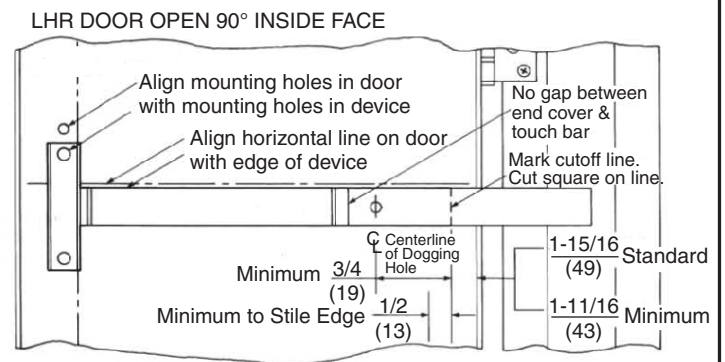 LHR DOOR OPEN 90° INSIDE FACE
Align mounting holes in door
with mounting holes in device
Align horizontal line on door
with edge of device
No gap between
end cover &
touch bar
Mark cutoff line.
Cut square on line.
℄ Centerline
of Dogging
Hole
Minimum 3/4
(19)
Minimum to Stile Edge 1/2
(13)
1-15/16 Standard
(49)
1-11/16 Minimum
(43)